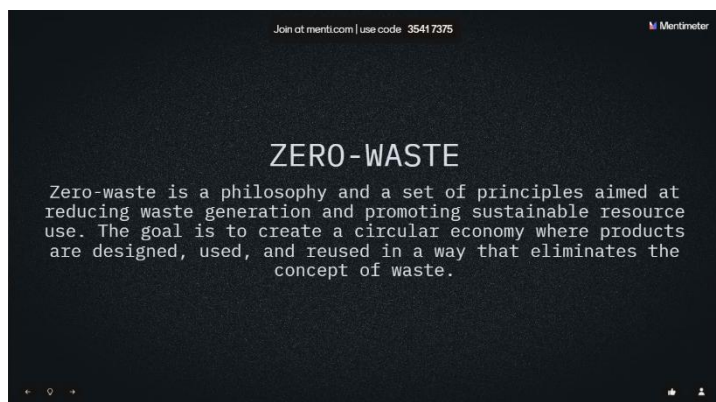 Join at menti.com | use code 3541 7375
Mentimeter
ZERO-WASTE
Zero-waste is a philosophy and a set of principles aimed at
reducing waste generation and promoting sustainable resource
use. The goal is to create a circular economy where products
are designed, used, and reused in a way that eliminates the
concept of waste.